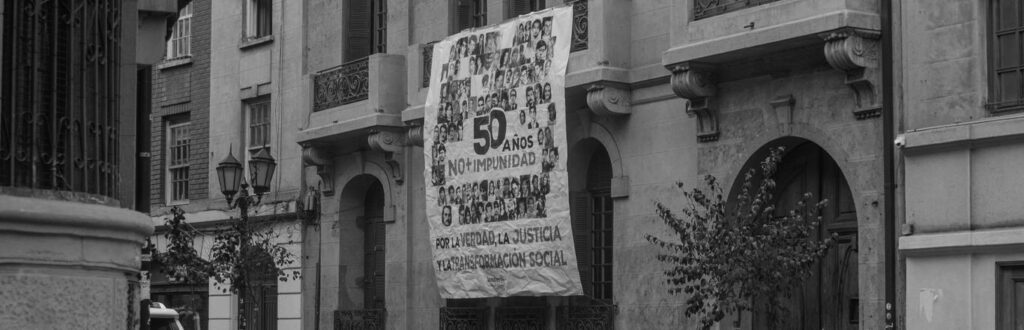 50 AÑOS
NO+IMPUNIDAD
POR LA VERDAD, LA JUSTICIA
Y LA TRANSFORMACIÓN SOCIAL